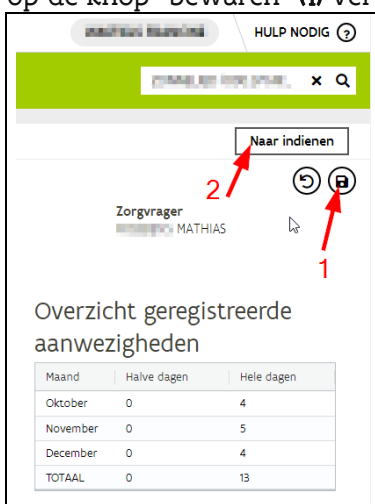 op de knop "Bewaren" (1) ver
HULP NODIG ?
Naar indienen
2
Zorgvrager
MATHIAS
1
Overzicht geregistreerde
aanwezigheden
Maand Halve dagen Hele dagen
Oktober 0 4
November 0 5
December 0 4
TOTAAL 0 13